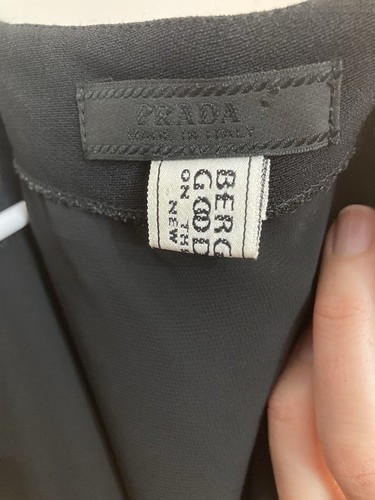 PRADA
MADE IN ITALY
BERG
GOOD
ON TH
NEW